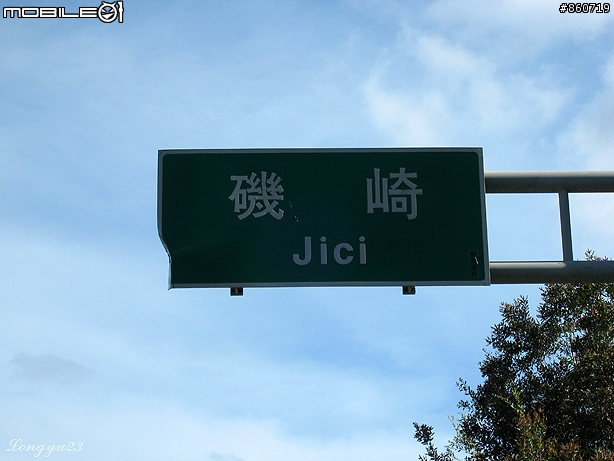 mobile01
#860719
磯 崎
Jici
Longyu23